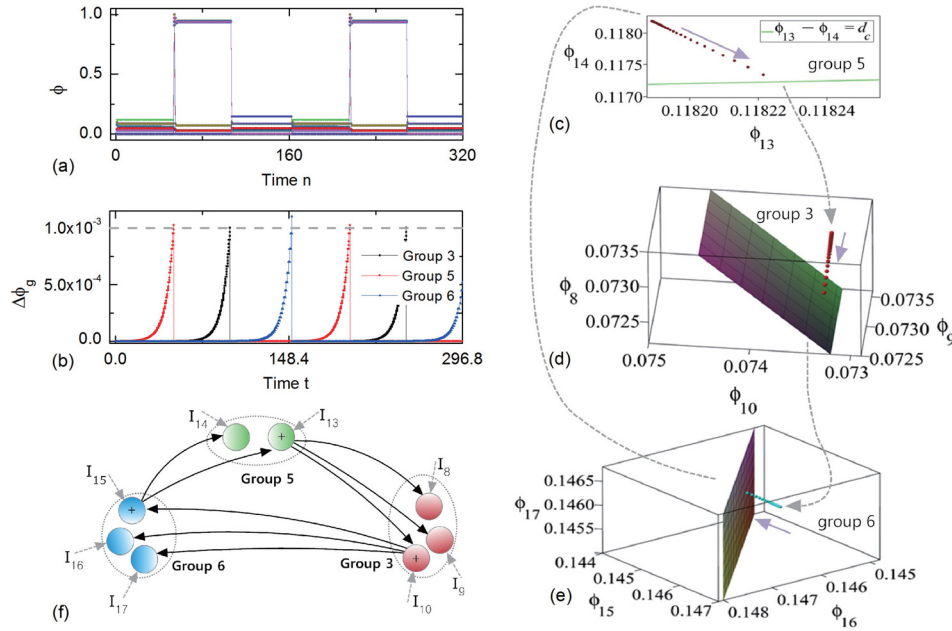 1.0
ϕ
0.5
0.0
0
160
320
(a)
Time n
1.0x10⁻³
Δϕ_g
5.0x10⁻⁴
0.0
Group 3
Group 5
Group 6
0.0
148.4
296.8
(b)
Time t
I₁₄
I₁₃
Group 5
I₁₅
+
+
I₈
I₁₆
Group 6
Group 3
+
I₉
I₁₇
I₁₀
(f)
0.11820
ϕ₁₄
0.11775
0.11770
ϕ₁₃ − ϕ₁₄ = d_c
group 5
0.11820
0.11822
0.11824
(c)
ϕ₁₃
group 3
0.0735
ϕ₈
0.0730
0.0725
0.0735
0.0730
ϕ₉
0.0725
0.075
0.074
0.073
(d)
ϕ₁₀
0.1465
ϕ₁₇
0.1460
0.1455
group 6
0.144
0.145
0.146
0.147
ϕ₁₅
0.148
0.147
0.146
0.145
ϕ₁₆
(e)